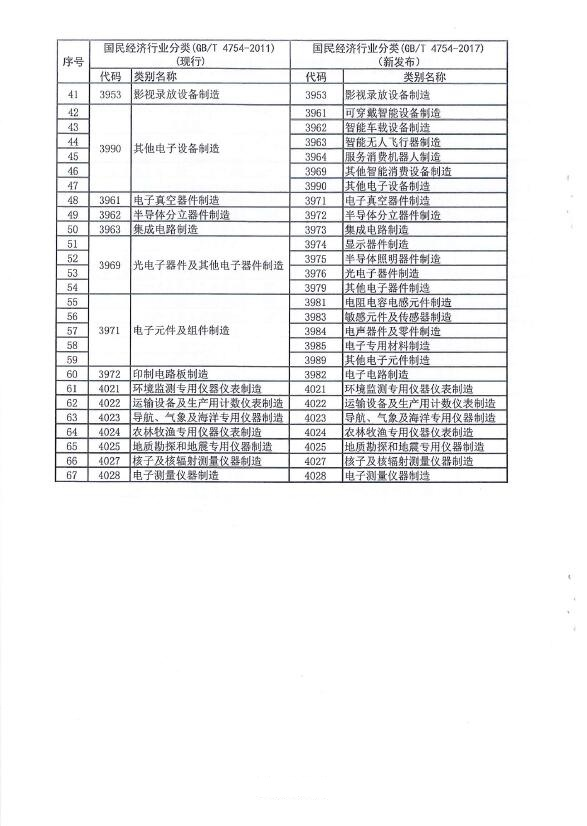 序号 国民经济行业分类(GB/T 4754-2011) 国民经济行业分类(GB/T 4754-2017)
(现行) (新发布)
代码 类别名称 代码 类别名称
41 3953 影视录放设备制造 3953 影视录放设备制造
42 3961 可穿戴智能设备制造
43 3962 智能车载设备制造
44 3990 其他电子设备制造 3963 智能无人飞行器制造
45 3964 服务消费机器人制造
46 3969 其他智能消费设备制造
47 3990 其他电子设备制造
48 3961 电子真空器件制造 3971 电子真空器件制造
49 3962 半导体分立器件制造 3972 半导体分立器件制造
50 3963 集成电路制造 3973 集成电路制造
51 3974 显示器件制造
52 3969 光电子器件及其他电子器件制造 3975 半导体照明器件制造
53 3976 光电子器件制造
54 3979 其他电子器件制造
55 3981 电阻电容电感元件制造
56 3983 敏感元件及传感器制造
57 3971 电子元件及组件制造 3984 电声器件及零件制造
58 3985 电子专用材料制造
59 3989 其他电子元件制造
60 3972 印制电路板制造 3982 电子电路制造
61 4021 环境监测专用仪器仪表制造 4021 环境监测专用仪器仪表制造
62 4022 运输设备及生产用计数仪表制造 4022 运输设备及生产用计数仪表制造
63 4023 导航、气象及海洋专用仪器制造 4023 导航、气象及海洋专用仪器制造
64 4024 农林牧渔专用仪器仪表制造 4024 农林牧渔专用仪器仪表制造
65 4025 地质勘探和地震专用仪器制造 4025 地质勘探和地震专用仪器制造
66 4027 核子及核辐射测量仪器制造 4027 核子及核辐射测量仪器制造
67 4028 电子测量仪器制造 4028 电子测量仪器制造